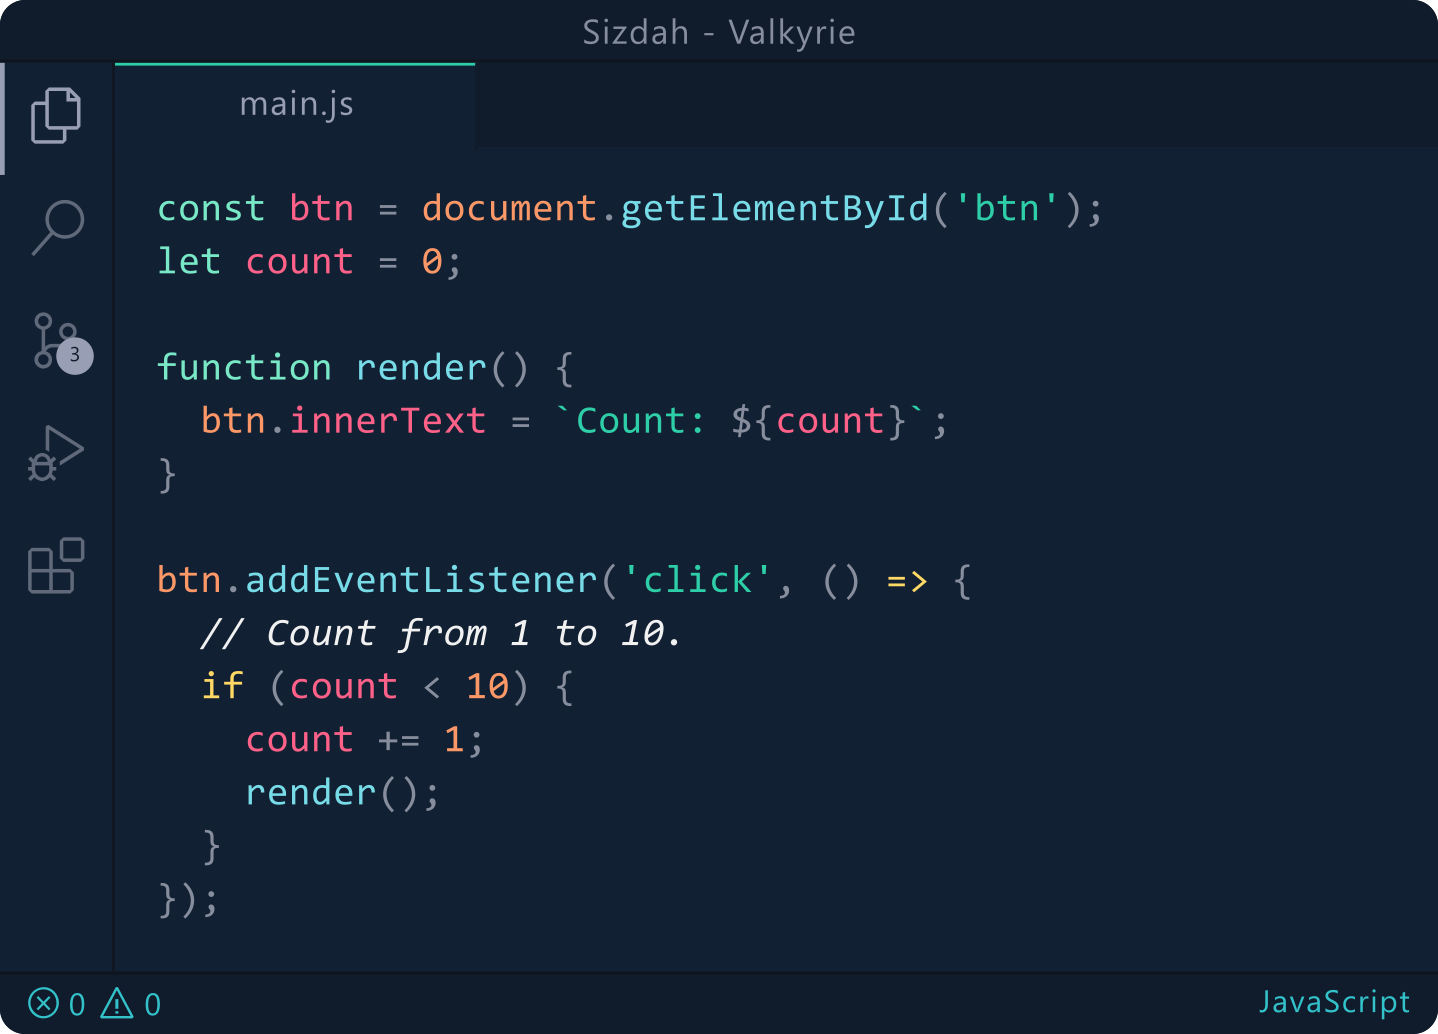 Sizdah - Valkyrie
main.js
const btn = document.getElementById('btn');
let count = 0;
function render() {
  btn.innerText = `Count: ${count}`;
}
btn.addEventListener('click', () => {
  // Count from 1 to 10.
  if (count < 10) {
    count += 1;
    render();
  }
});
3
0 0
JavaScript